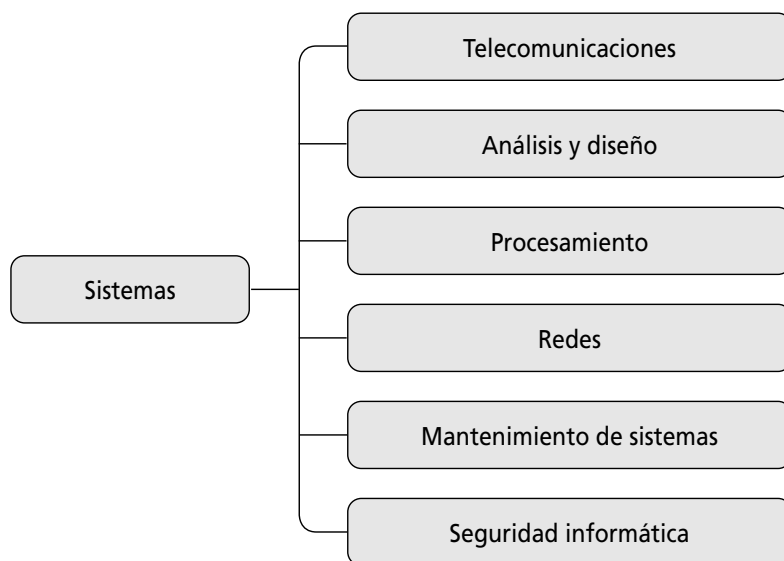 Telecomunicaciones
Análisis y diseño
Procesamiento
Sistemas
Redes
Mantenimiento de sistemas
Seguridad informática